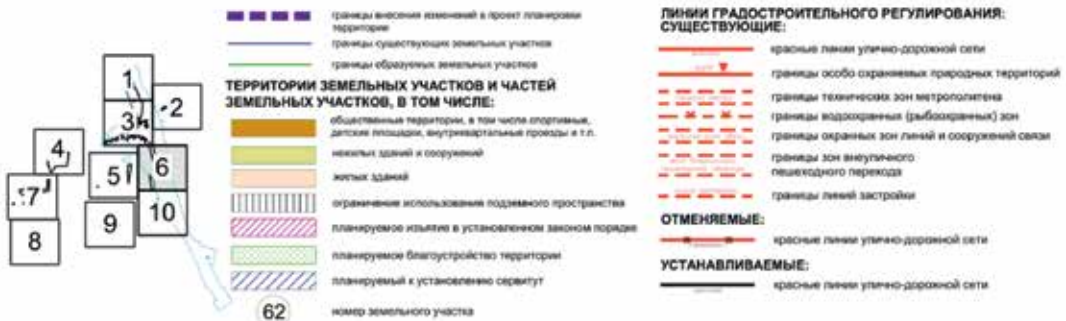 1
2
3
4
5
6
7
8
9
10
границы внесения изменений в проект планировки
территории
границы существующих земельных участков
границы образуемых земельных участков
ТЕРРИТОРИИ ЗЕМЕЛЬНЫХ УЧАСТКОВ И ЧАСТЕЙ
ЗЕМЕЛЬНЫХ УЧАСТКОВ, В ТОМ ЧИСЛЕ:
общественные территории, в том числе спортивные,
детские площадки, внутриквартальные проезды и т.п.
нежилых зданий и сооружений
жилых зданий
ограничение использования подземного пространства
планируемое изъятие в установленном законом порядке
планируемое благоустройство территории
планируемый к установлению сервитут
62
номер земельного участка
ЛИНИИ ГРАДОСТРОИТЕЛЬНОГО РЕГУЛИРОВАНИЯ:
СУЩЕСТВУЮЩИЕ:
красные линии улично-дорожной сети
границы особо охраняемых природных территорий
границы технических зон метрополитена
границы водоохранных (рыбоохранных) зон
границы охранных зон линий и сооружений связи
границы зон внеуличного
пешеходного перехода
границы линий застройки
ОТМЕНЯЕМЫЕ:
красные линии улично-дорожной сети
УСТАНАВЛИВАЕМЫЕ:
красные линии улично-дорожной сети